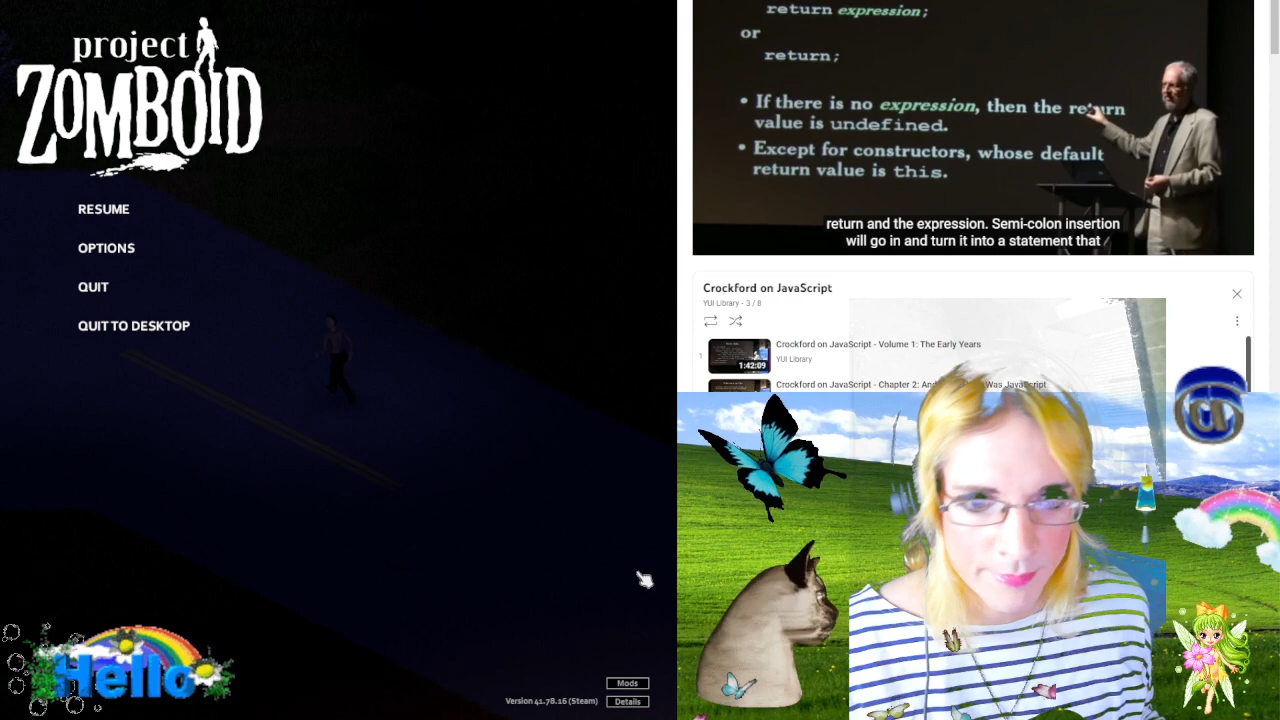 project
ZOMBOID
RESUME
OPTIONS
QUIT
QUIT TO DESKTOP
Hello
Mods
Version 41.78.16 (Steam)
Details
return expression;
or
return;
• If there is no expression, then the return
value is undefined.
• Except for constructors, whose default
return value is this.
return and the expression. Semi-colon insertion
will go in and turn it into a statement that
Crockford on JavaScript
YUI Library - 3 / 8
1
1:42:09
Crockford on JavaScript - Volume 1: The Early Years
YUI Library
Crockford on JavaScript - Chapter 2: And Was JavaScript
@